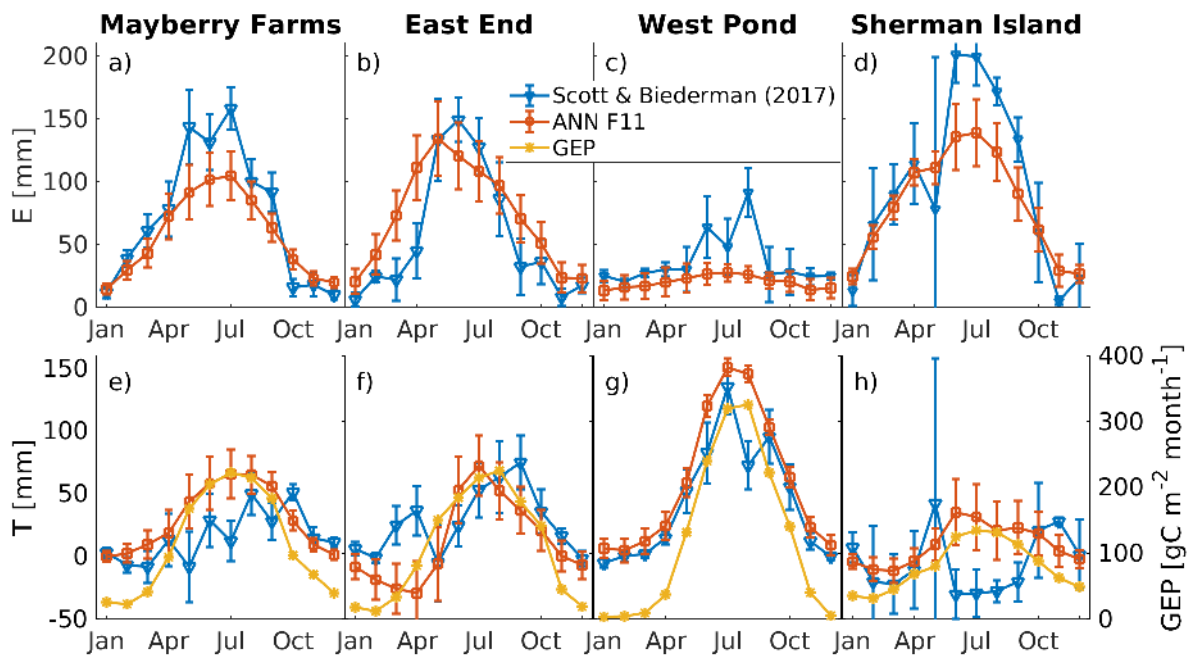 Mayberry Farms East End West Pond Sherman Island
200
150
100
50
0
E [mm]
a) b) c) d)
Scott & Biederman (2017)
ANN F11
GEP
Jan Apr Jul Oct Jan Apr Jul Oct Jan Apr Jul Oct Jan Apr Jul Oct
150
100
50
0
-50
T [mm]
e) f) g) h)
400
300
200
100
0
GEP [gC m-2 month-1]
Jan Apr Jul Oct Jan Apr Jul Oct Jan Apr Jul Oct Jan Apr Jul Oct